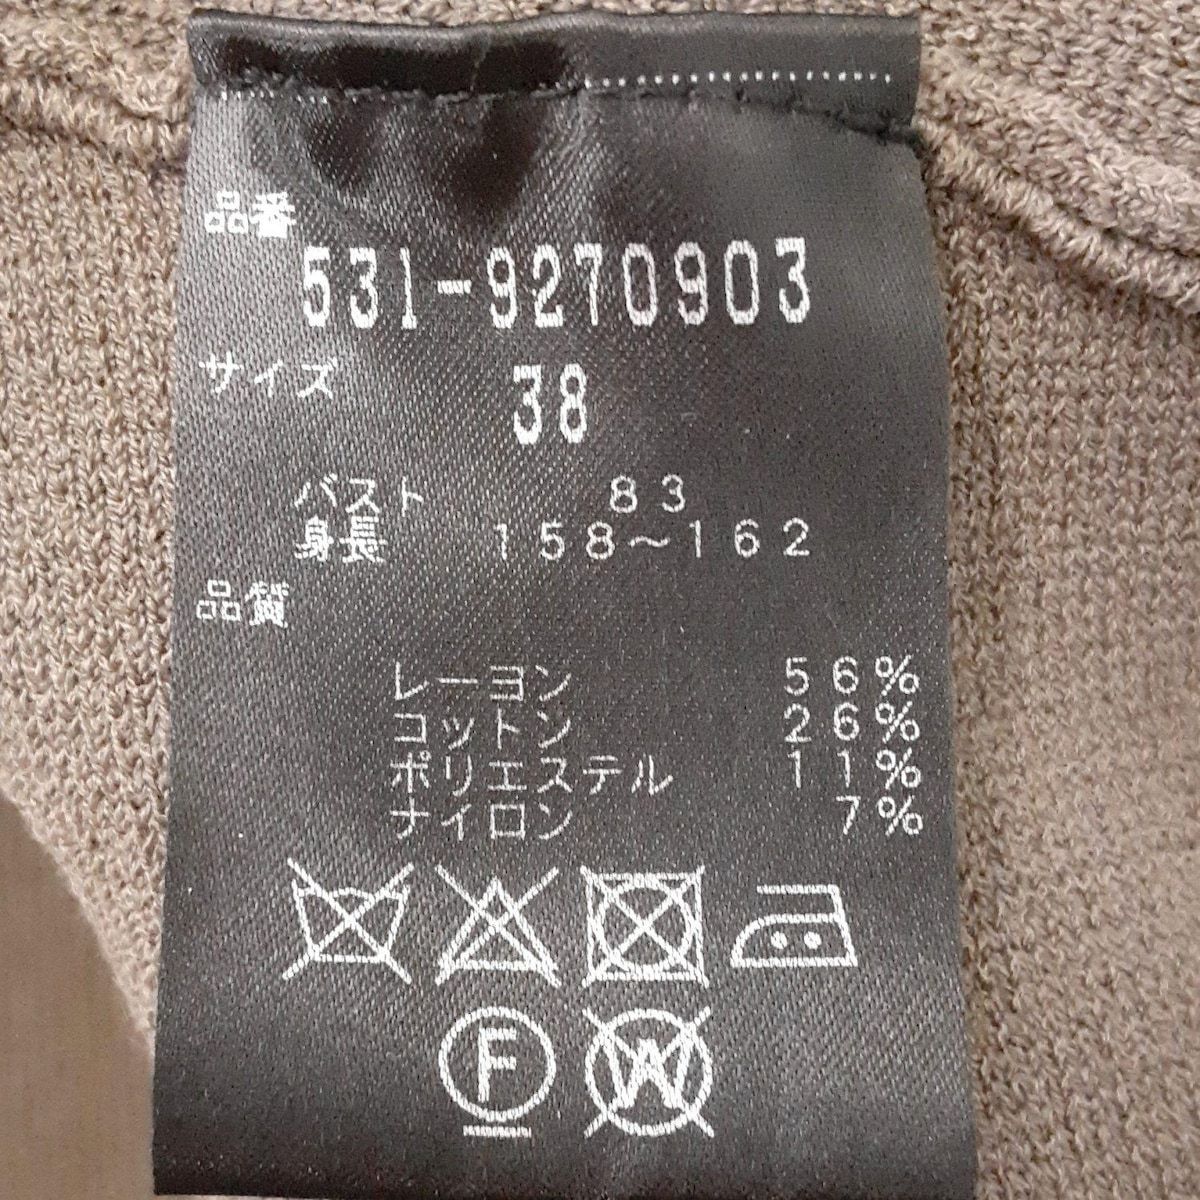 品番
531-9270903
サイズ 38
バスト 83
身長 158～162
品質
レーヨン 56%
コットン 26%
ポリエステル 11%
ナイロン 7%
F W